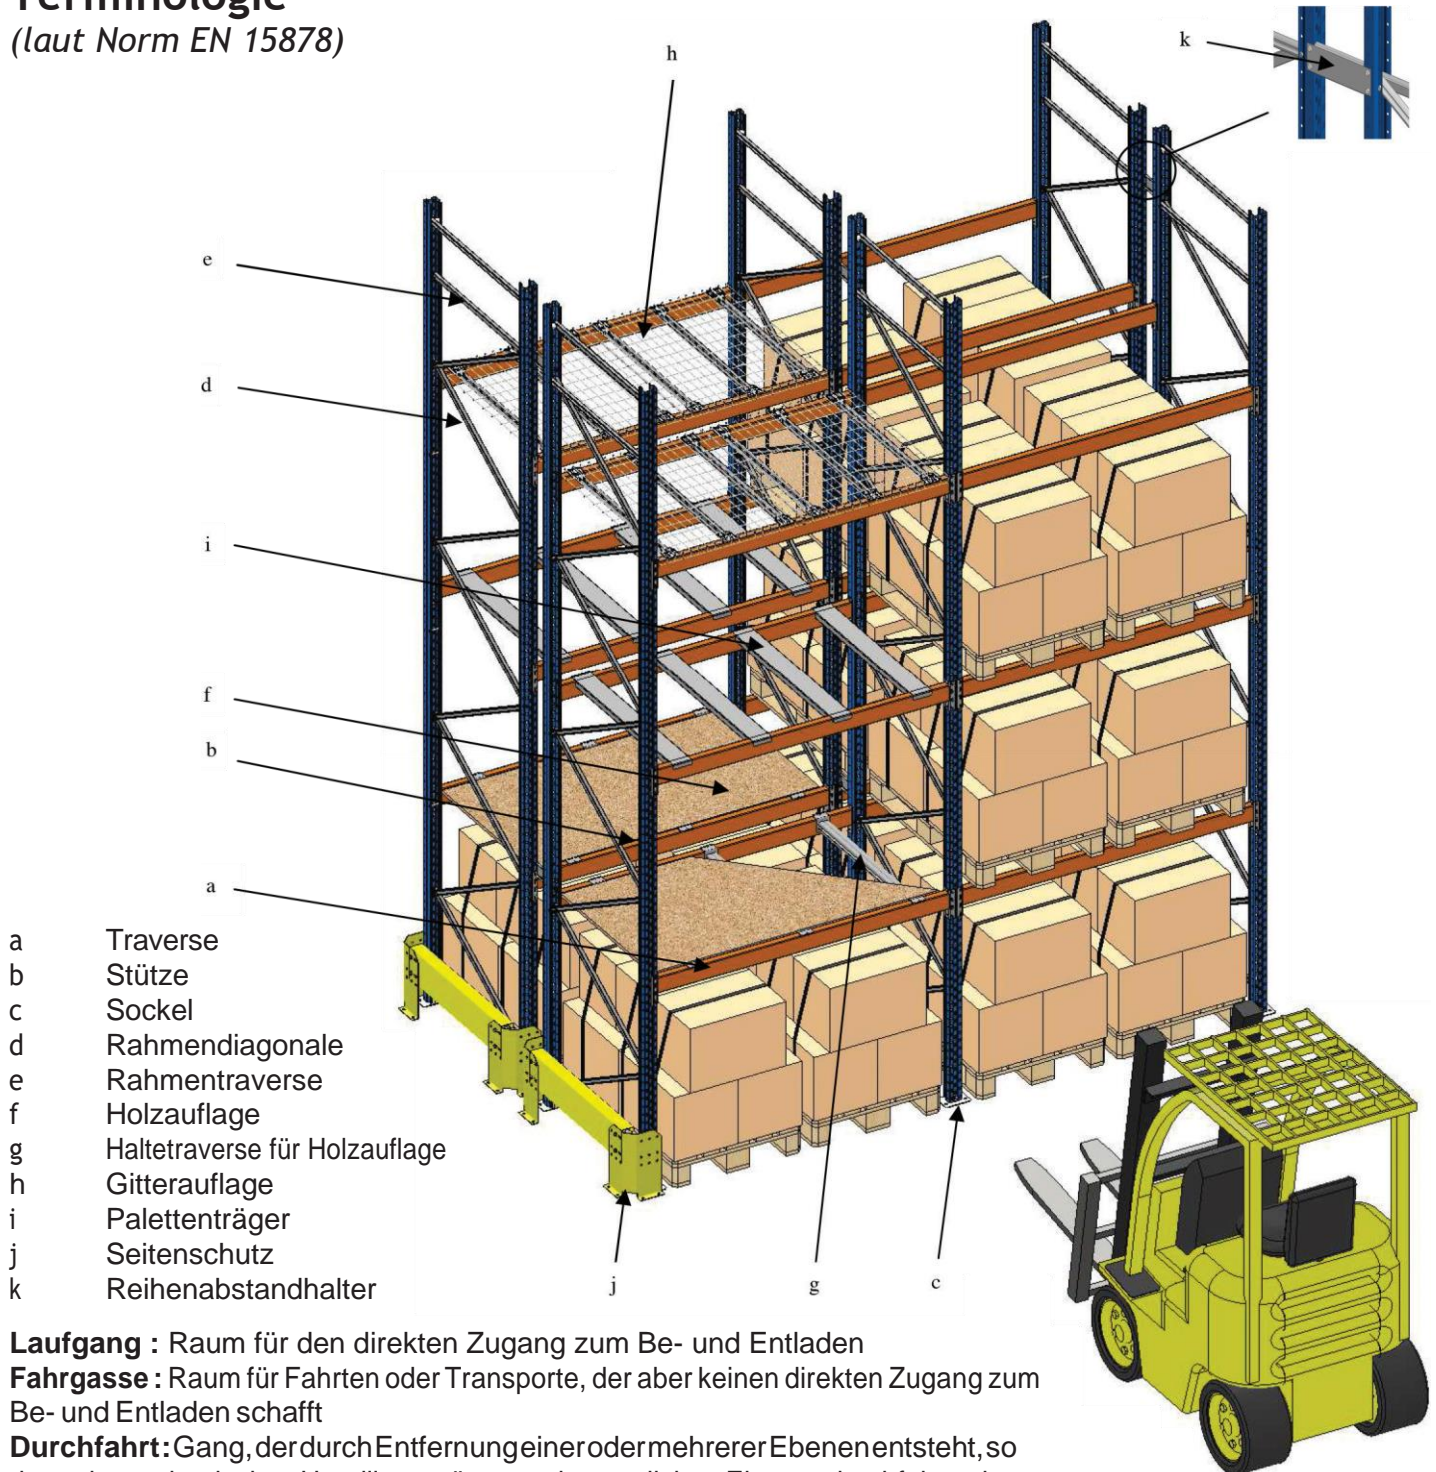 Terminologie
(laut Norm EN 15878)
h
k
e
d
i
f
b
a
a Traverse
b Stütze
c Sockel
d Rahmendiagonale
e Rahmentraverse
f Holzauflage
g Haltetraverse für Holzauflage
h Gitterauflage
i Palettenträger
j Seitenschutz
k Reihenabstandhalter
j
g
c
Laufgang : Raum für den direkten Zugang zum Be- und Entladen
Fahrgasse : Raum für Fahrten oder Transporte, der aber keinen direkten Zugang zum
Be- und Entladen schafft
Durchfahrt : Gang, der durch Entfernung einer oder mehrerer Ebenen entsteht, so